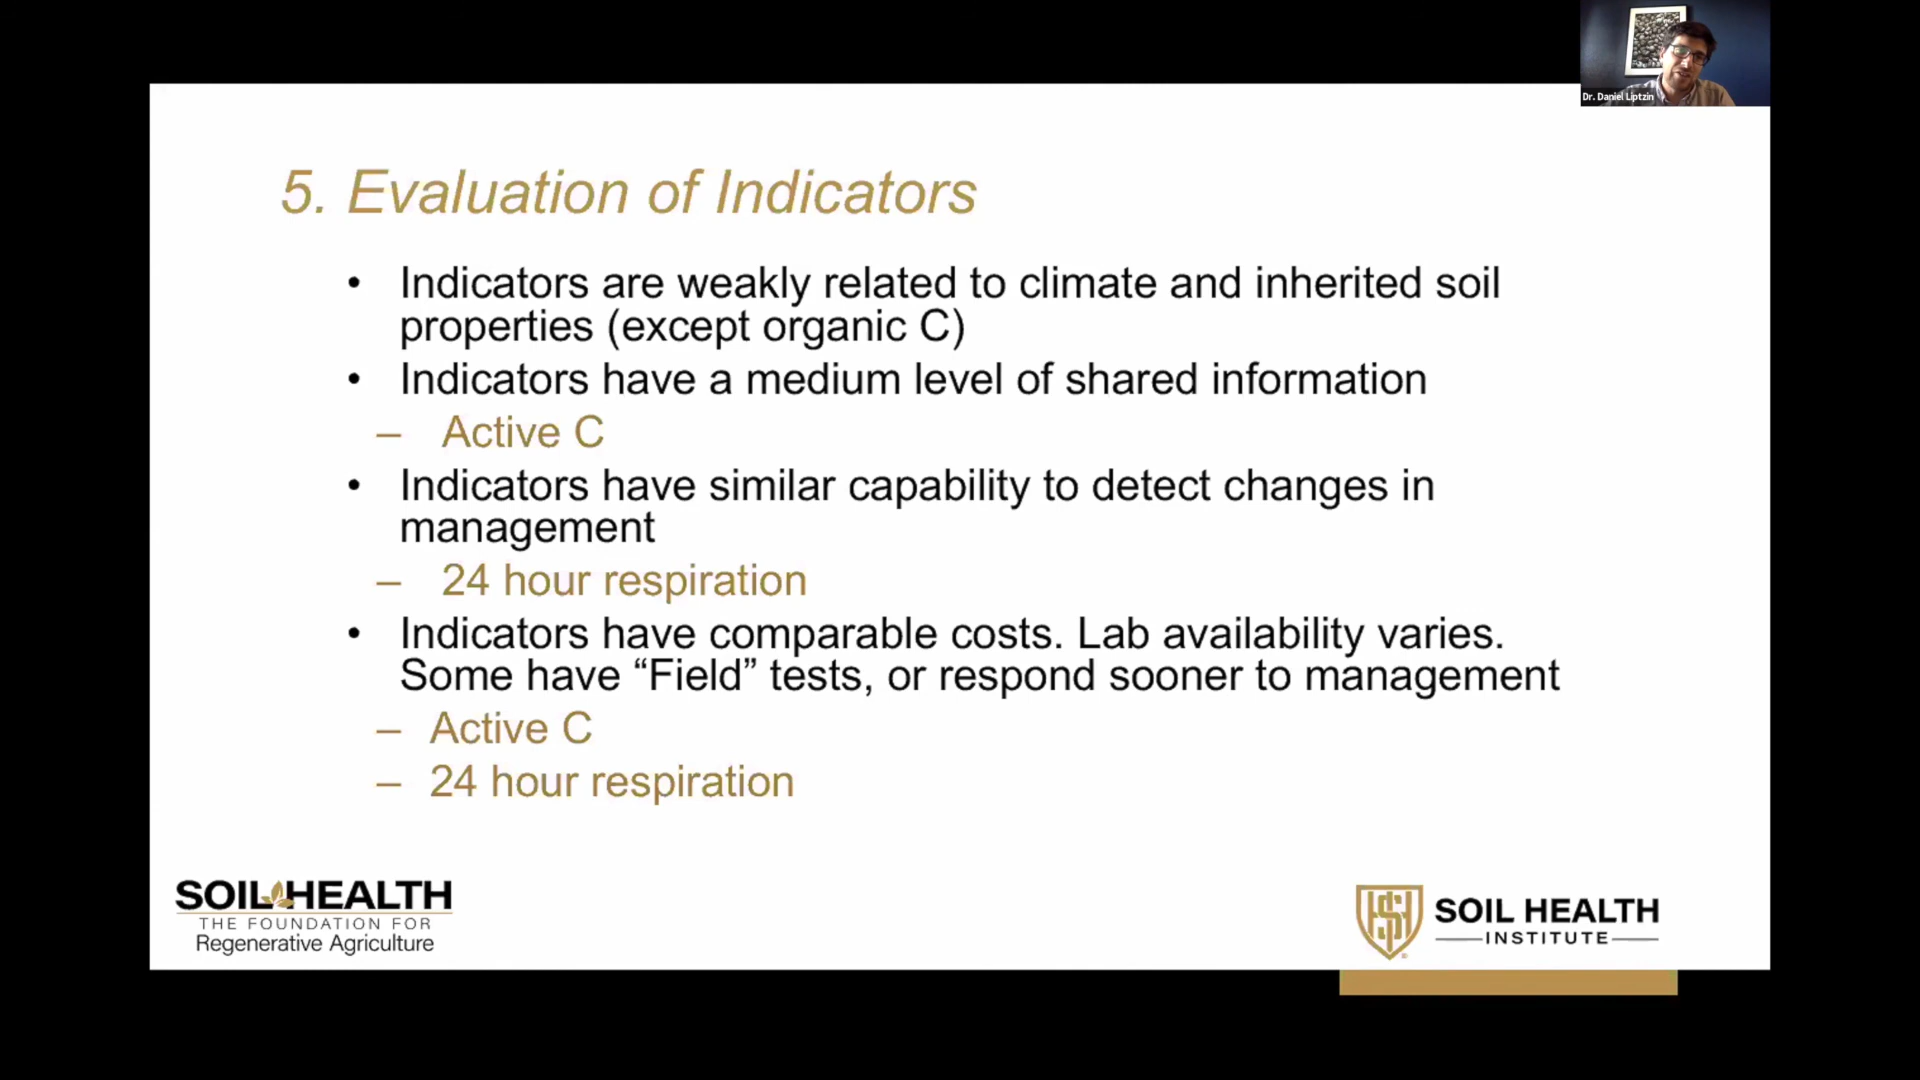 Dr. Daniel Liptzin
5. Evaluation of Indicators
• Indicators are weakly related to climate and inherited soil
properties (except organic C)
• Indicators have a medium level of shared information
– Active C
• Indicators have similar capability to detect changes in
management
– 24 hour respiration
• Indicators have comparable costs. Lab availability varies.
Some have “Field” tests, or respond sooner to management
– Active C
– 24 hour respiration
SOIL HEALTH
THE FOUNDATION FOR
Regenerative Agriculture
SHI
SOIL HEALTH
INSTITUTE